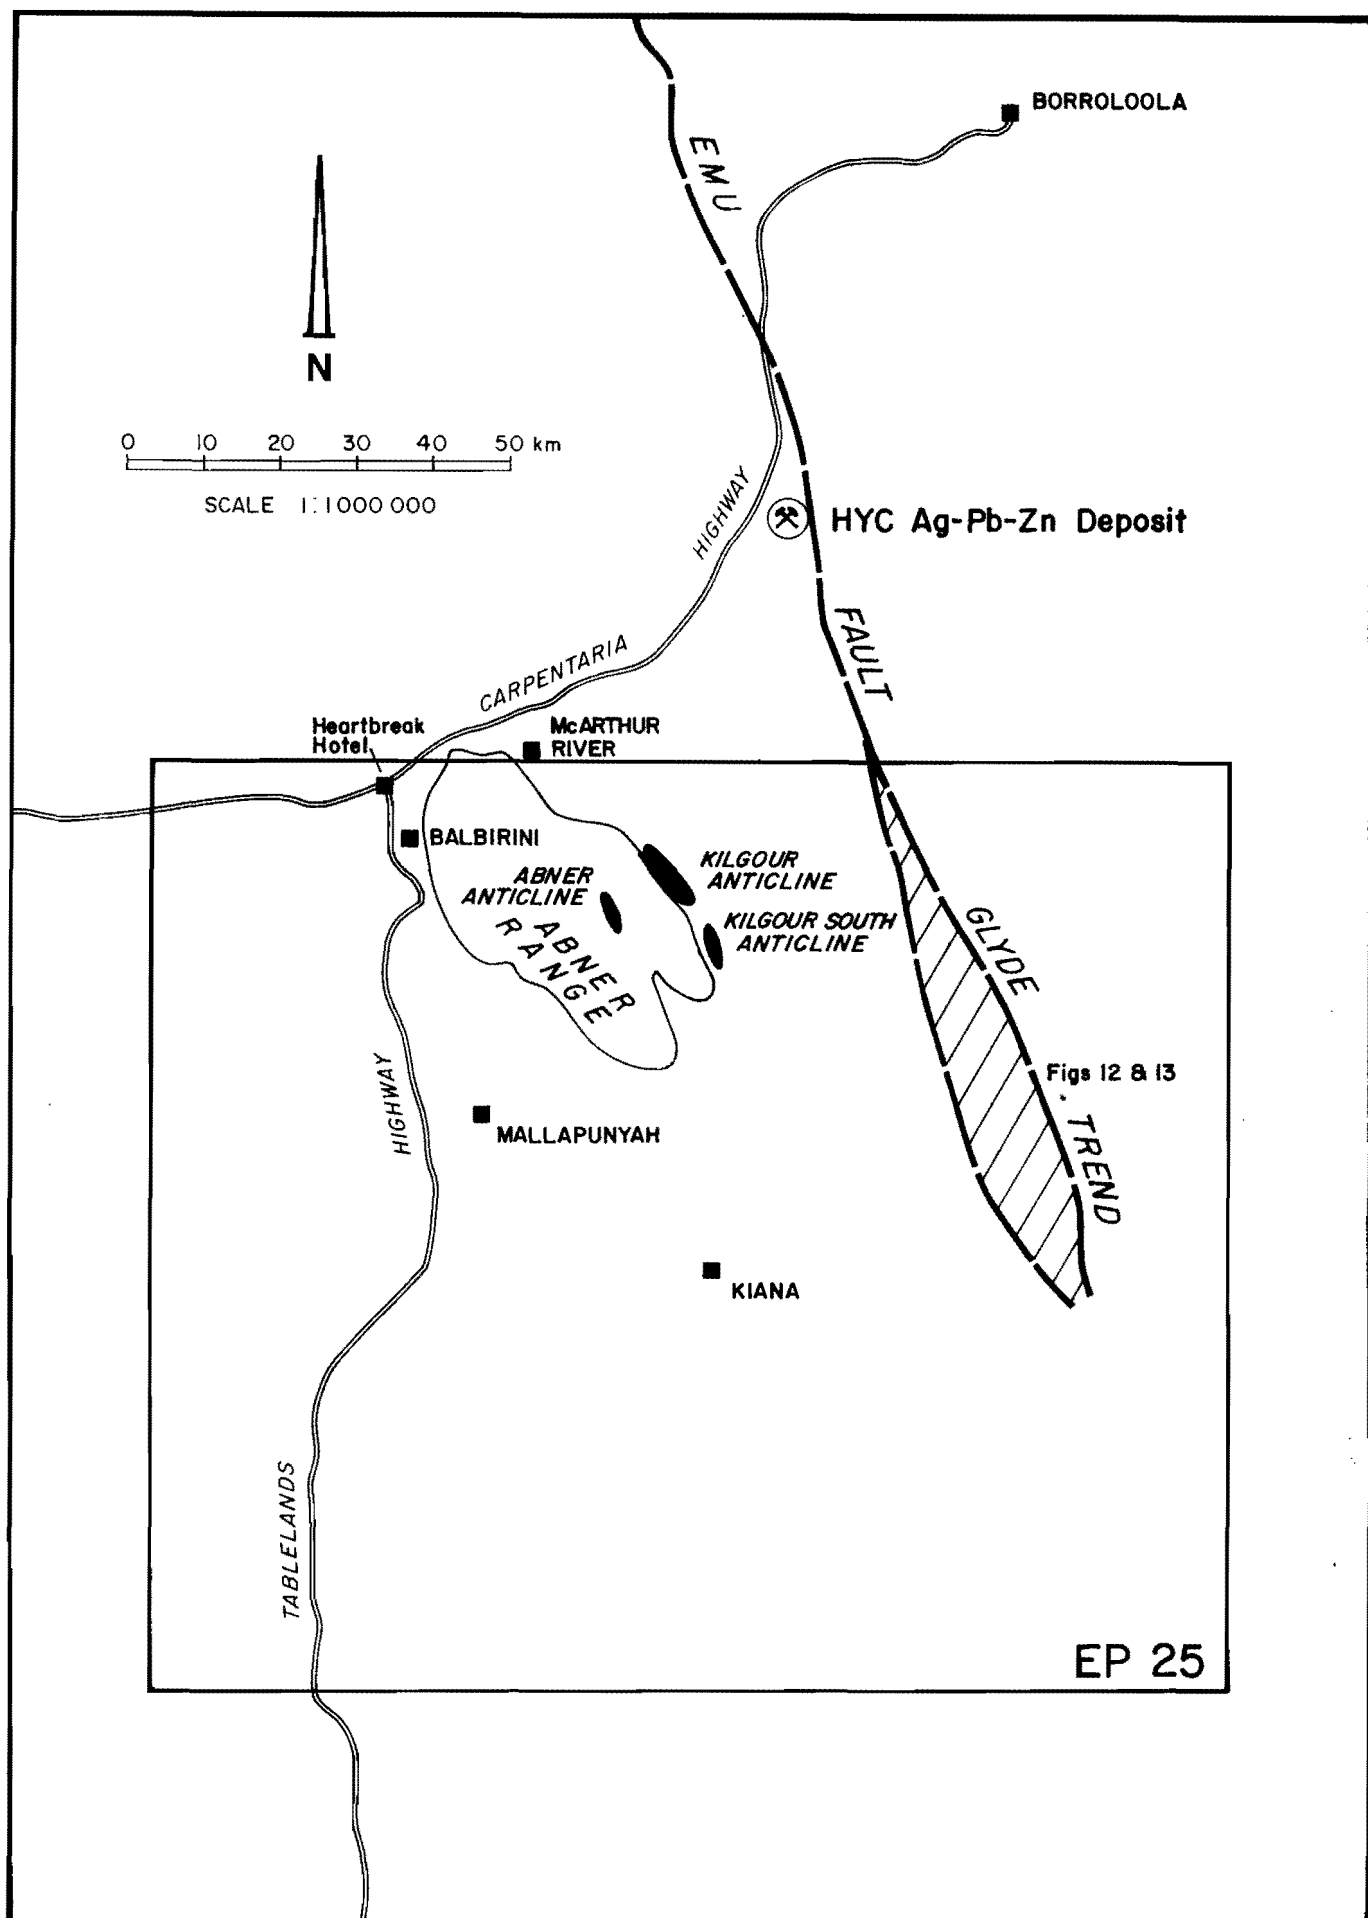 BORROLOOLA
EMU
N
0 10 20 30 40 50 km
SCALE 1:1000 000
HIGHWAY
HYC Ag-Pb-Zn Deposit
FAULT
CARPENTARIA
Heartbreak
Hotel
McARTHUR
RIVER
BALBIRINI
KILGOUR
ANTICLINE
ABNER
ANTICLINE
KILGOUR SOUTH
ANTICLINE
ABNER
RANGE
GLYDE
HIGHWAY
Figs 12 & 13
MALLAPUNYAH
TREND
KIANA
TABLELANDS
EP 25